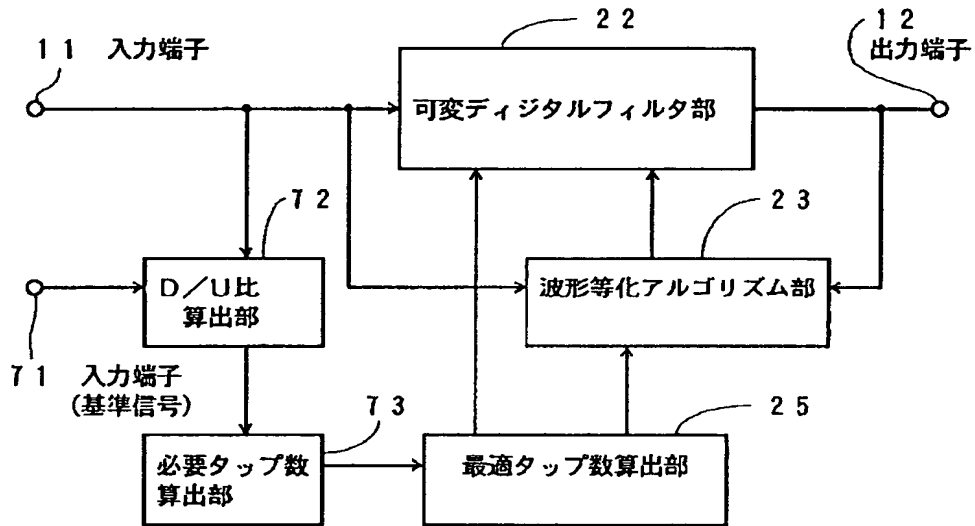 22
12
11 入力端子
出力端子
可変ディジタルフィルタ部
72
23
D/U比
算出部
波形等化アルゴリズム部
71 入力端子
(基準信号)
73
25
必要タップ数
算出部
最適タップ数算出部